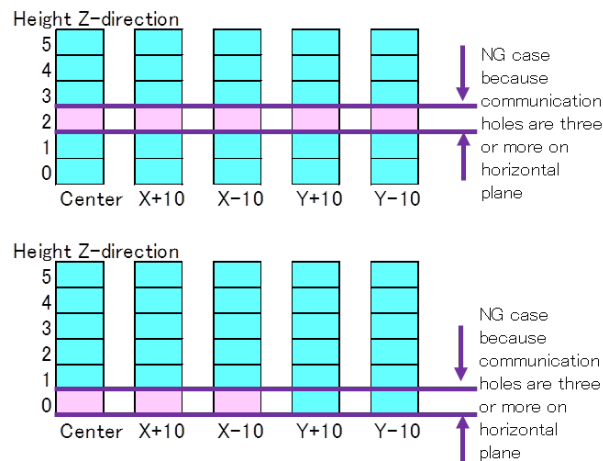 Height Z-direction
5
4
3
2
1
0
Center X+10 X-10 Y+10 Y-10
NG case
because
communication
holes are three
or more on
horizontal
plane
Height Z-direction
5
4
3
2
1
0
Center X+10 X-10 Y+10 Y-10
NG case
because
communication
holes are three
or more on
horizontal
plane